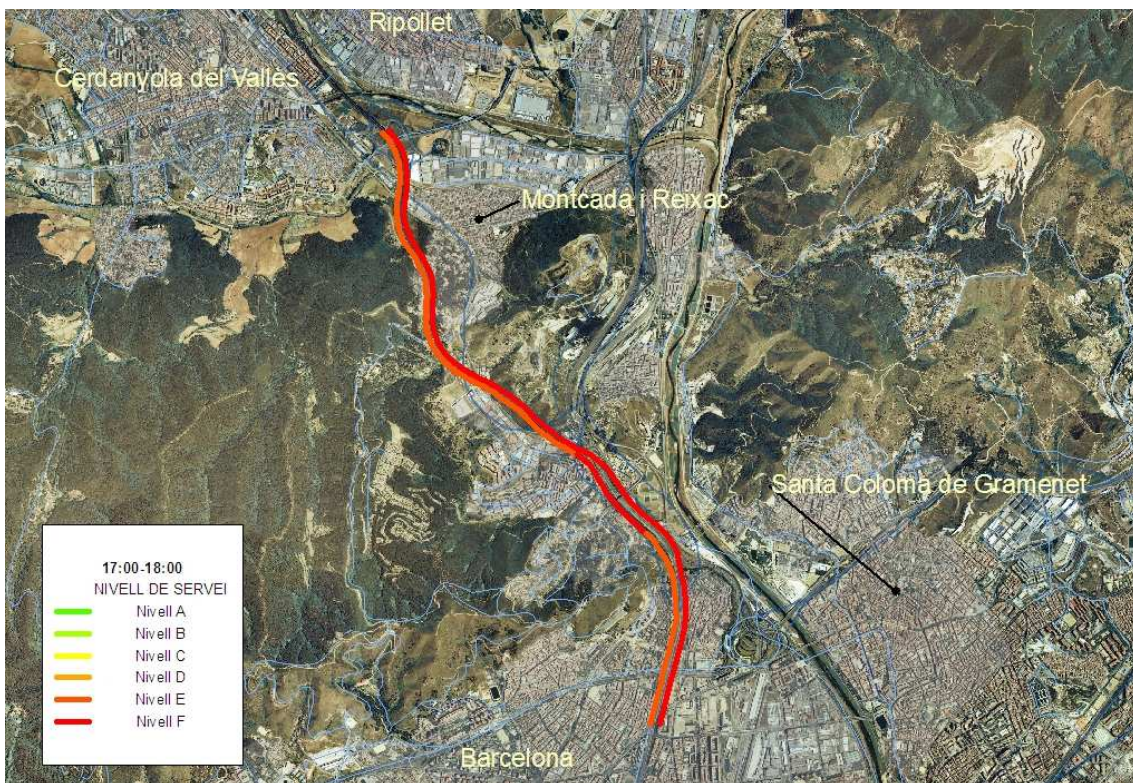 Ripollet
Cerdanyola del Vallès
Montcada i Reixac
Santa Coloma de Gramenet
17:00-18:00
NIVELL DE SERVEI
Nivell A
Nivell B
Nivell C
Nivell D
Nivell E
Nivell F
Barcelona